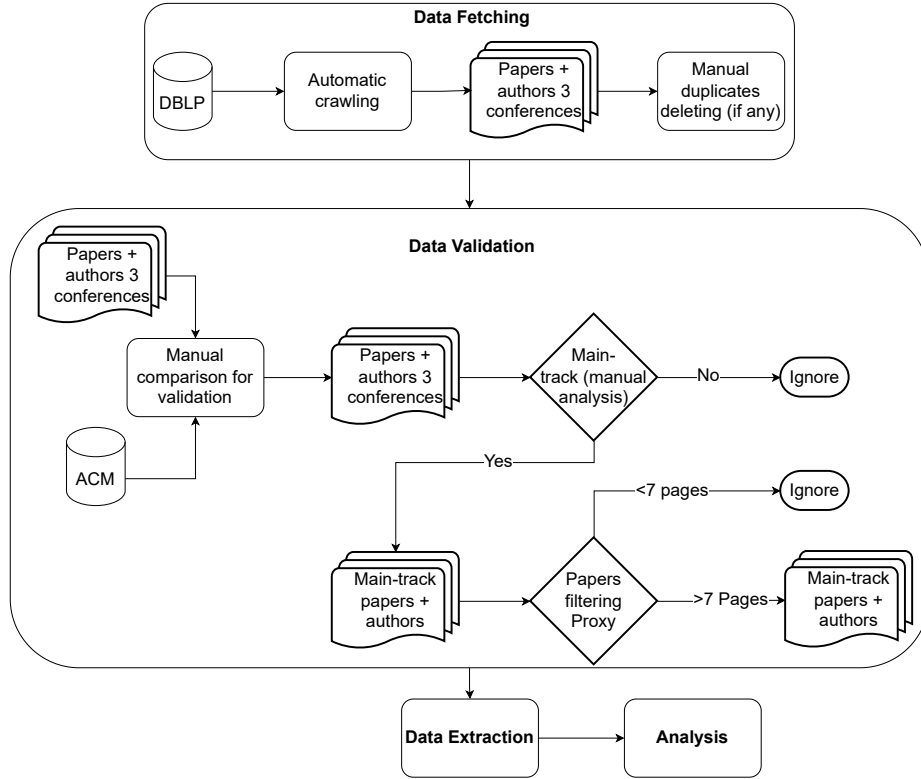 Data Fetching
DBLP
Automatic
crawling
Papers +
authors 3
conferences
Manual
duplicates
deleting (if any)
Data Validation
Papers +
authors 3
conferences
Manual
comparison for
validation
ACM
Papers +
authors 3
conferences
Main-
track (manual
analysis)
No
Ignore
Yes
<7 pages
Ignore
Main-track
papers +
authors
Papers
filtering
Proxy
>7 Pages
Main-track
papers +
authors
Data Extraction
Analysis